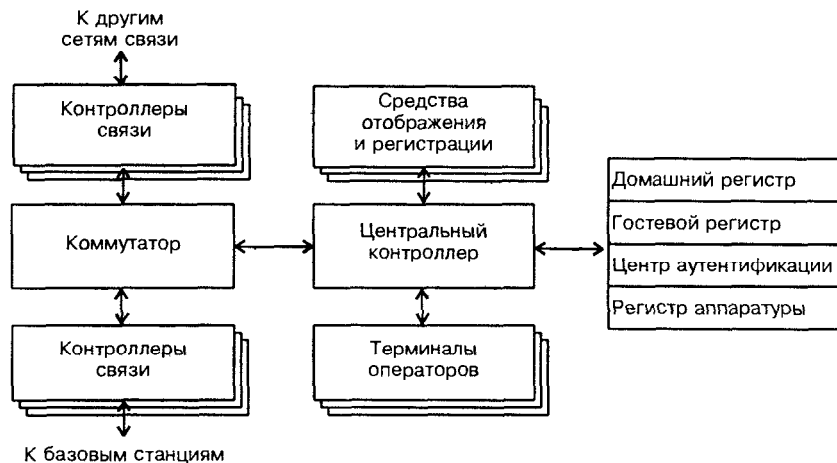 К другим
сетям связи
Контроллеры
связи
Средства
отображения
и регистрации
Домашний регистр
Гостевой регистр
Центр аутентификации
Регистр аппаратуры
Коммутатор
Центральный
контроллер
Контроллеры
связи
Терминалы
операторов
К базовым станциям